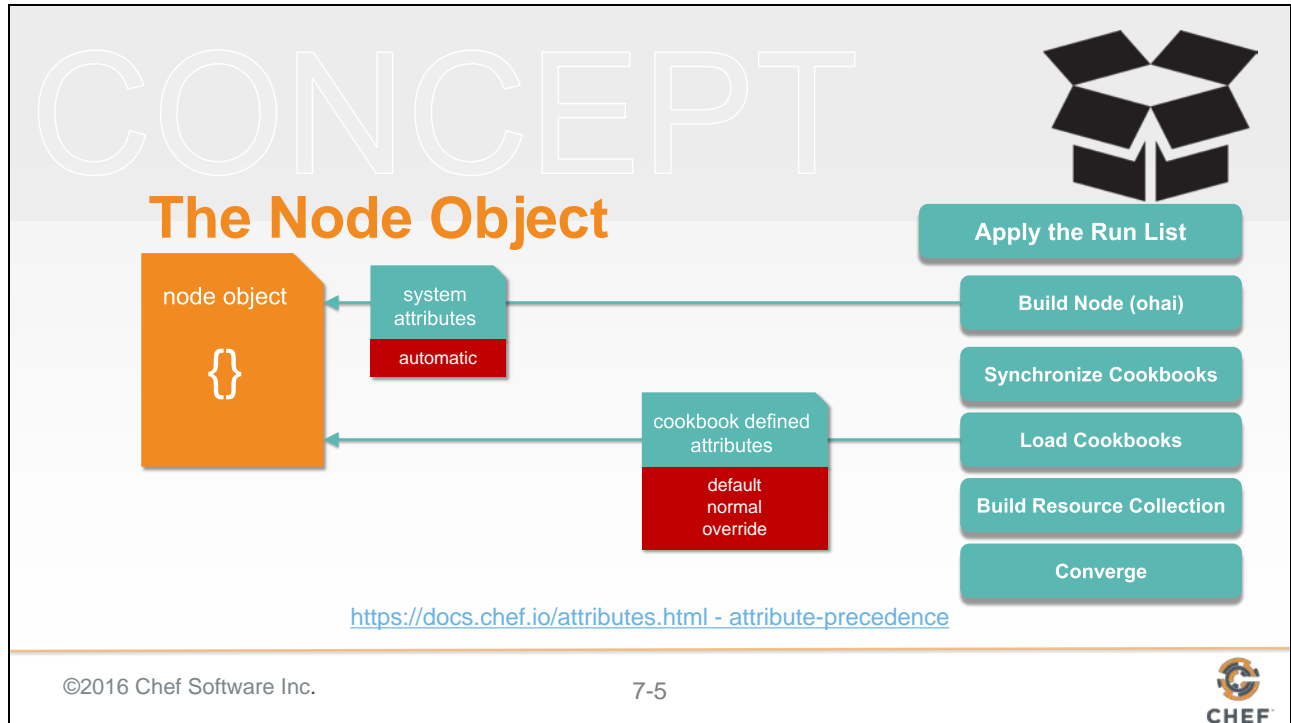 CONCEPT
The Node Object
Apply the Run List
node object
{}
system
attributes
automatic
Build Node (ohai)
Synchronize Cookbooks
cookbook defined
attributes
default
normal
override
Load Cookbooks
Build Resource Collection
Converge
https://docs.chef.io/attributes.html - attribute-precedence
©2016 Chef Software Inc.
7-5
CHEF